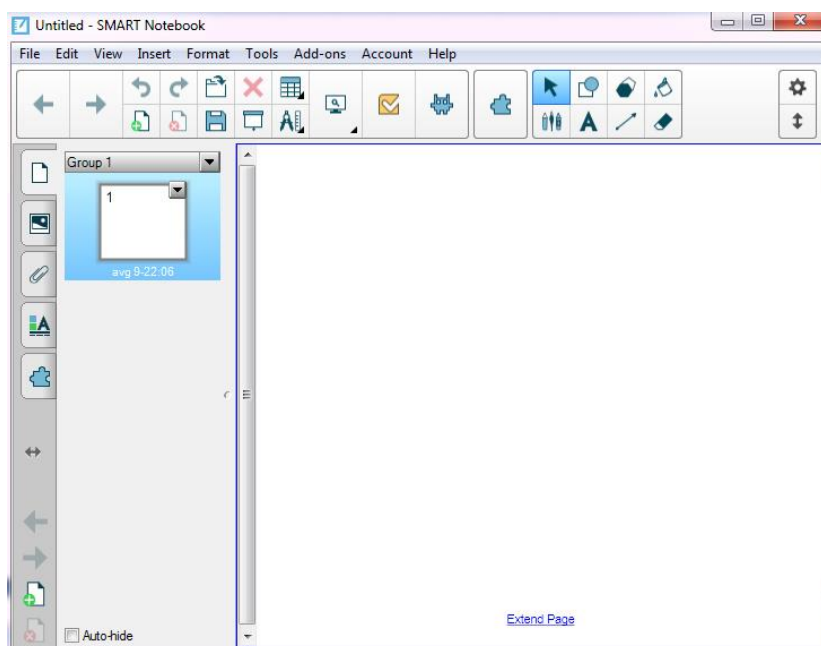 Untitled - SMART Notebook
File Edit View Insert Format Tools Add-ons Account Help
Group 1
1
avg 9-22:06
Auto-hide
Extend Page